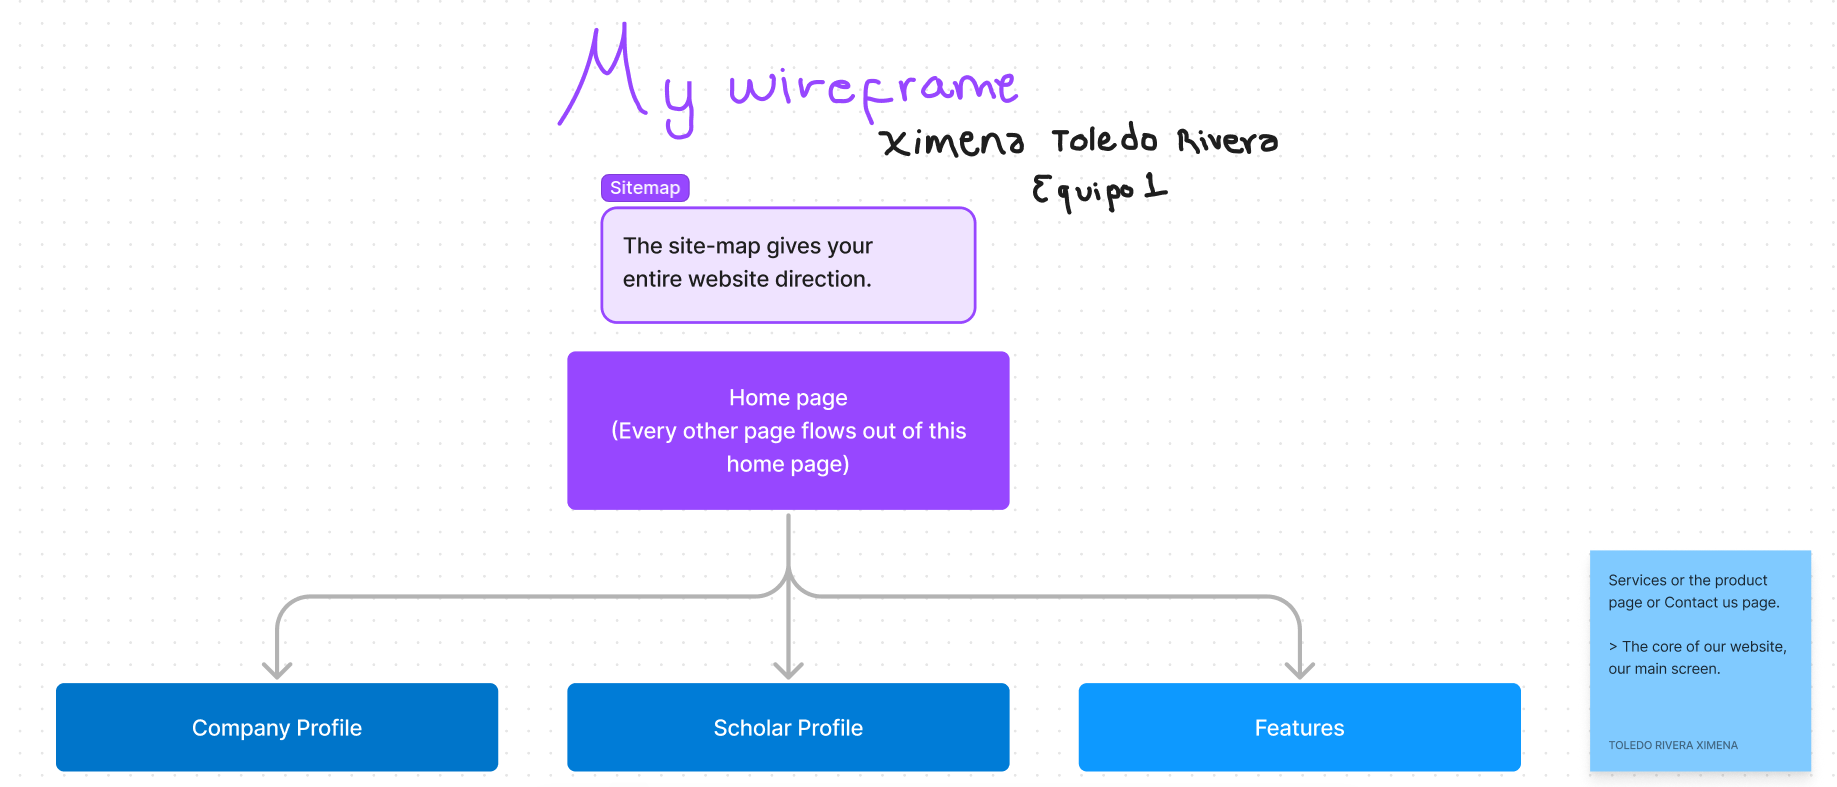 My wireframe
Ximena Toledo Rivera
Equipo 1
Sitemap
The site-map gives your
entire website direction.
Home page
(Every other page flows out of this
home page)
Company Profile
Scholar Profile
Features
Services or the product
page or Contact us page.
> The core of our website,
our main screen.
TOLEDO RIVERA XIMENA